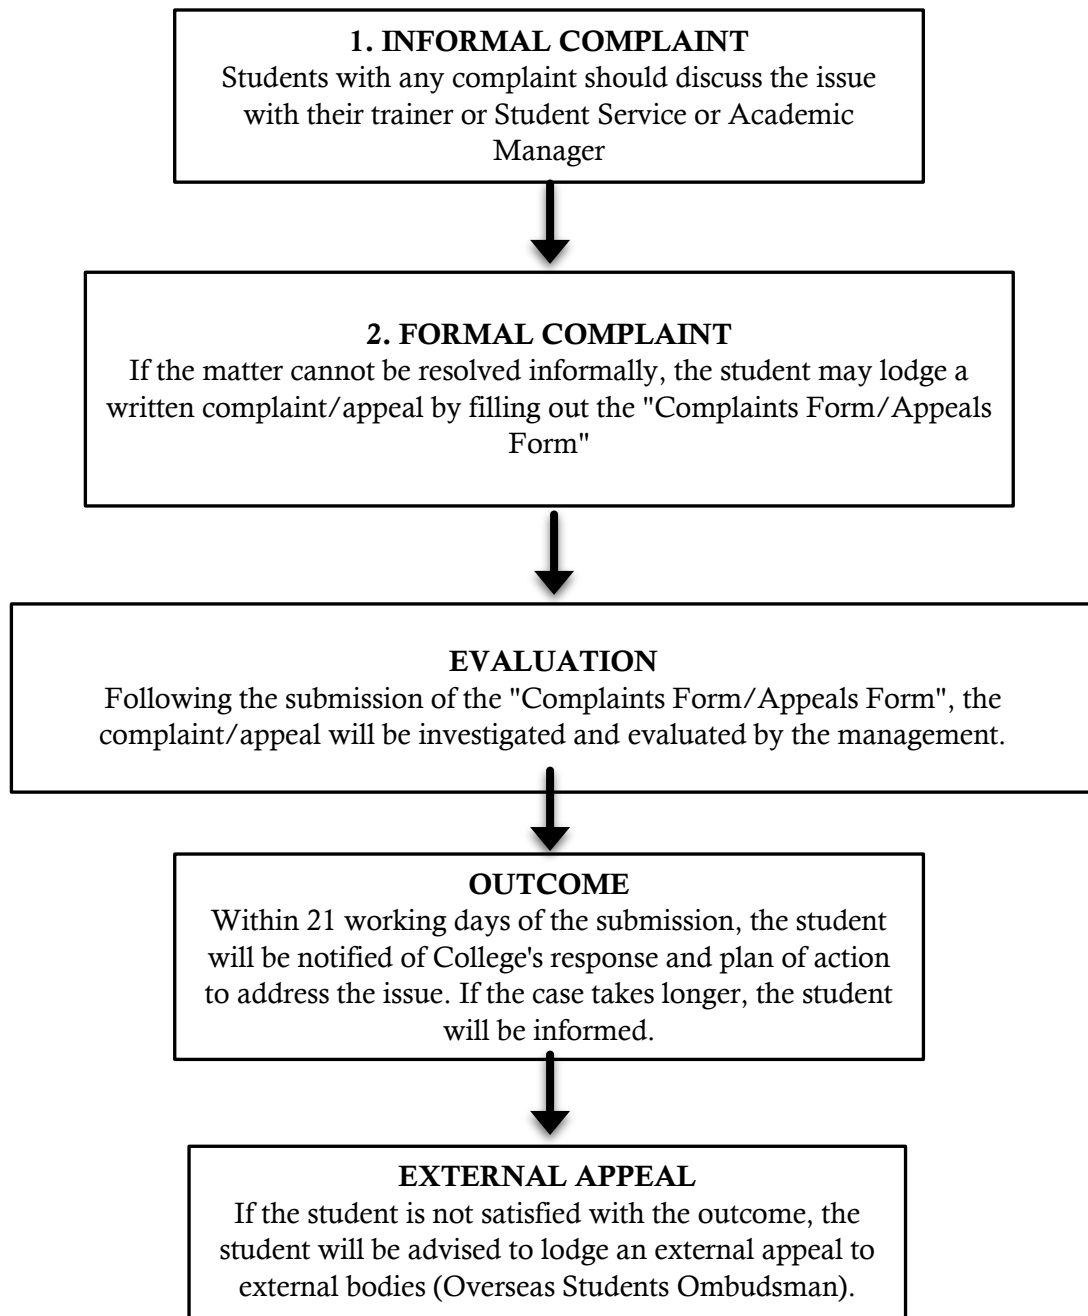 1. INFORMAL COMPLAINT
Students with any complaint should discuss the issue
with their trainer or Student Service or Academic
Manager
2. FORMAL COMPLAINT
If the matter cannot be resolved informally, the student may lodge a
written complaint/appeal by filling out the "Complaints Form/Appeals
Form"
EVALUATION
Following the submission of the "Complaints Form/Appeals Form", the
complaint/appeal will be investigated and evaluated by the management.
OUTCOME
Within 21 working days of the submission, the student
will be notified of College's response and plan of action
to address the issue. If the case takes longer, the student
will be informed.
EXTERNAL APPEAL
If the student is not satisfied with the outcome, the
student will be advised to lodge an external appeal to
external bodies (Overseas Students Ombudsman).